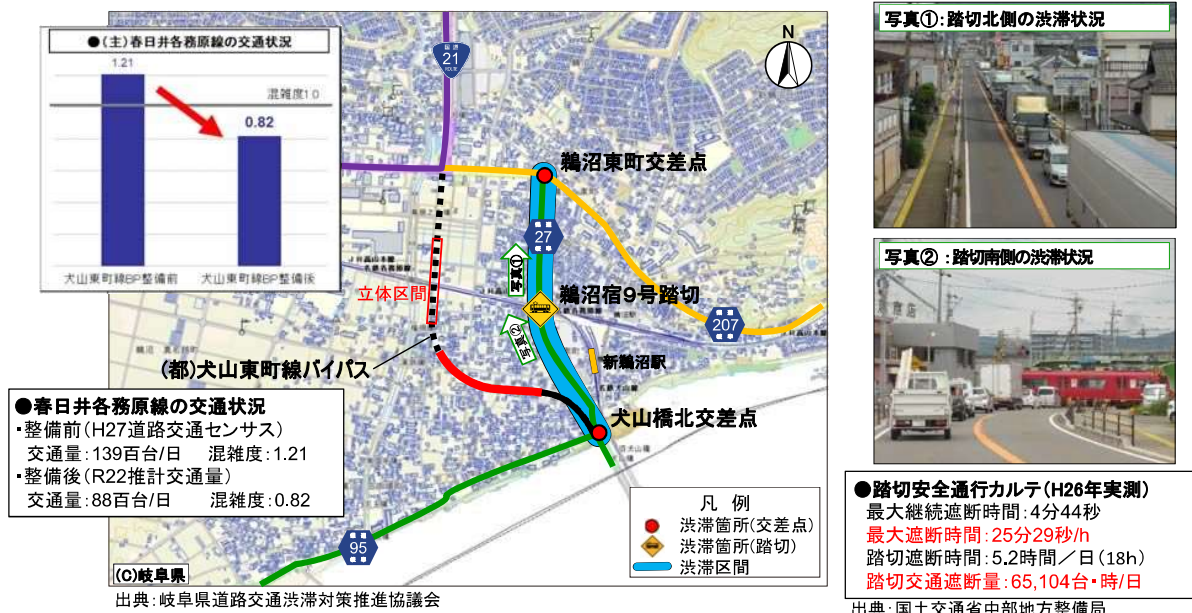 ●(主)春日井各務原線の交通状況
1.21
混雑度1.0
0.82
犬山東町線BP整備前
犬山東町線BP整備後
国道
21
ROUTE
N
鵜沼東町交差点
27
写真①
鵜沼宿9号踏切
写真②
立体区間
207
新鵜沼駅
(都)犬山東町線バイパス
犬山橋北交差点
95
●春日井各務原線の交通状況
・整備前(H27道路交通センサス)
交通量:139百台/日 混雑度:1.21
・整備後(R22推計交通量)
交通量:88百台/日 混雑度:0.82
凡 例
渋滞箇所(交差点)
渋滞箇所(踏切)
渋滞区間
(C)岐阜県
出典:岐阜県道路交通渋滞対策推進協議会
写真①:踏切北側の渋滞状況
写真②:踏切南側の渋滞状況
●踏切安全通行カルテ(H26年実測)
最大継続遮断時間:4分44秒
最大遮断時間:25分29秒/h
踏切遮断時間:5.2時間/日(18h)
踏切交通遮断量:65,104台・時/日
出典:国土交通省中部地方整備局